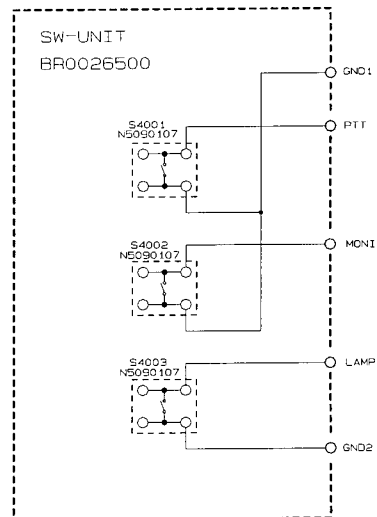 SW-UNIT
BR0026500
GND1
S4001
N5090107
PTT
S4002
N5090107
MONI
S4003
N5090107
LAMP
GND2